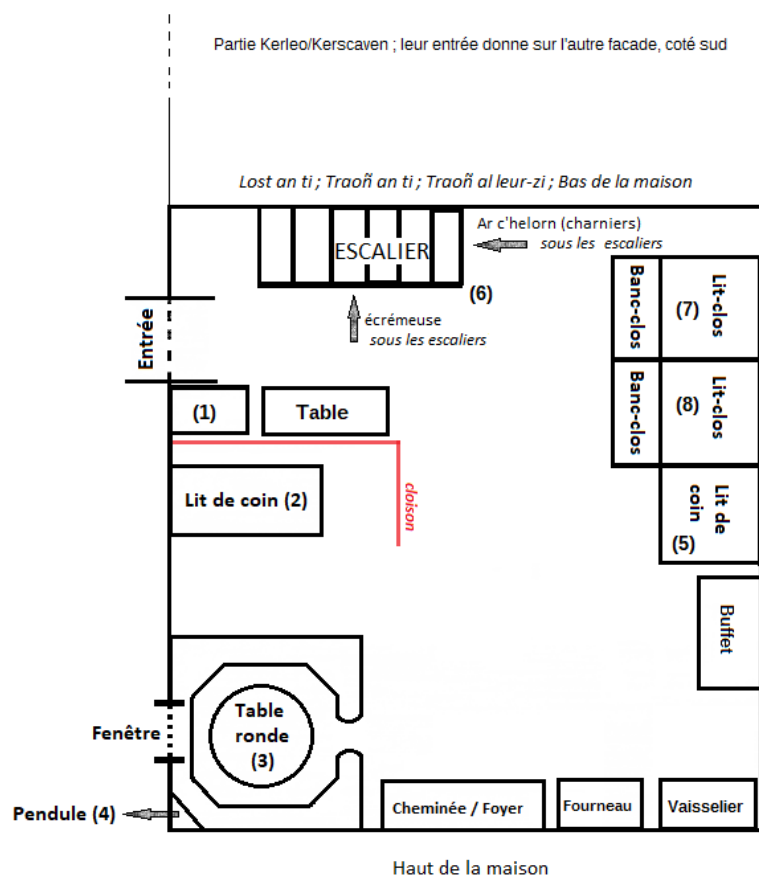 Partie Kerleo/Kerscaven ; leur entrée donne sur l'autre facade, coté sud
Lost an ti ; Traoñ an ti ; Traoñ al leur-zi ; Bas de la maison
Ar c'helorn (charniers)
sous les escaliers
ESCALIER
(6)
écrémeuse
sous les escaliers
Entrée
Banc-clos
(7)
Lit-clos
Banc-clos
(8)
Lit-clos
(1)
Table
cloison
Lit de coin (2)
Lit de
coin
(5)
Buffet
Fenêtre
Table
ronde
(3)
Pendule (4)
Cheminée / Foyer
Fourneau
Vaisselier
Haut de la maison